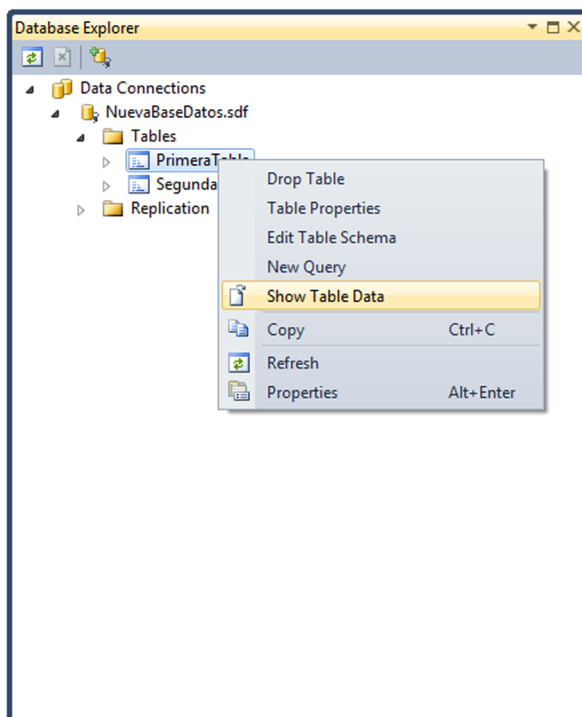 Database Explorer
Data Connections
NuevaBaseDatos.sdf
Tables
PrimeraTabla
Segunda
Replication
Drop Table
Table Properties
Edit Table Schema
New Query
Show Table Data
Copy Ctrl+C
Refresh
Properties Alt+Enter